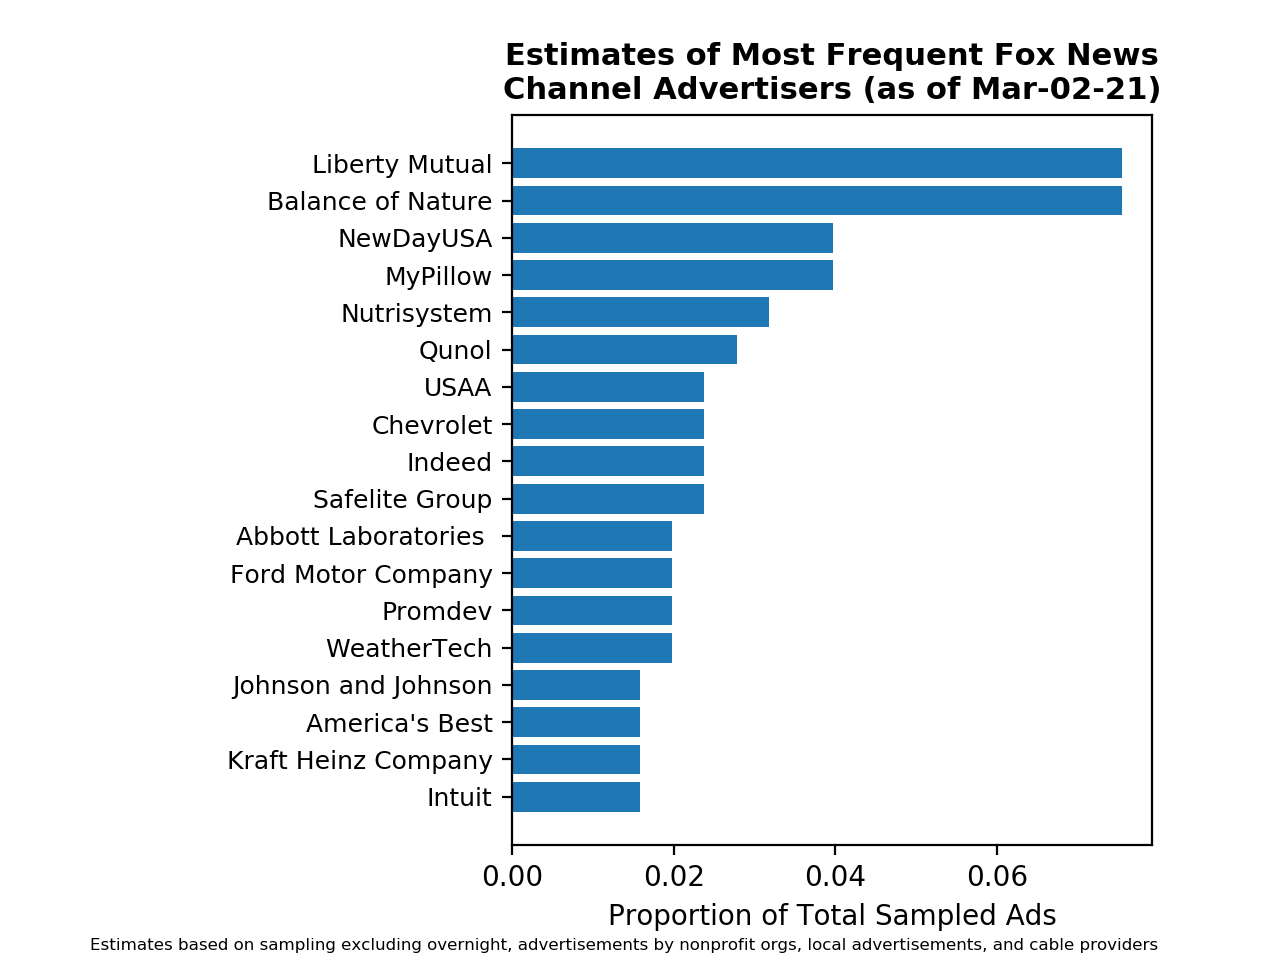 Estimates of Most Frequent Fox News
Channel Advertisers (as of Mar-02-21)
Liberty Mutual
Balance of Nature
NewDayUSA
MyPillow
Nutrisystem
Qunol
USAA
Chevrolet
Indeed
Safelite Group
Abbott Laboratories
Ford Motor Company
Promdev
WeatherTech
Johnson and Johnson
America's Best
Kraft Heinz Company
Intuit
0.00 0.02 0.04 0.06
Proportion of Total Sampled Ads
Estimates based on sampling excluding overnight, advertisements by nonprofit orgs, local advertisements, and cable providers